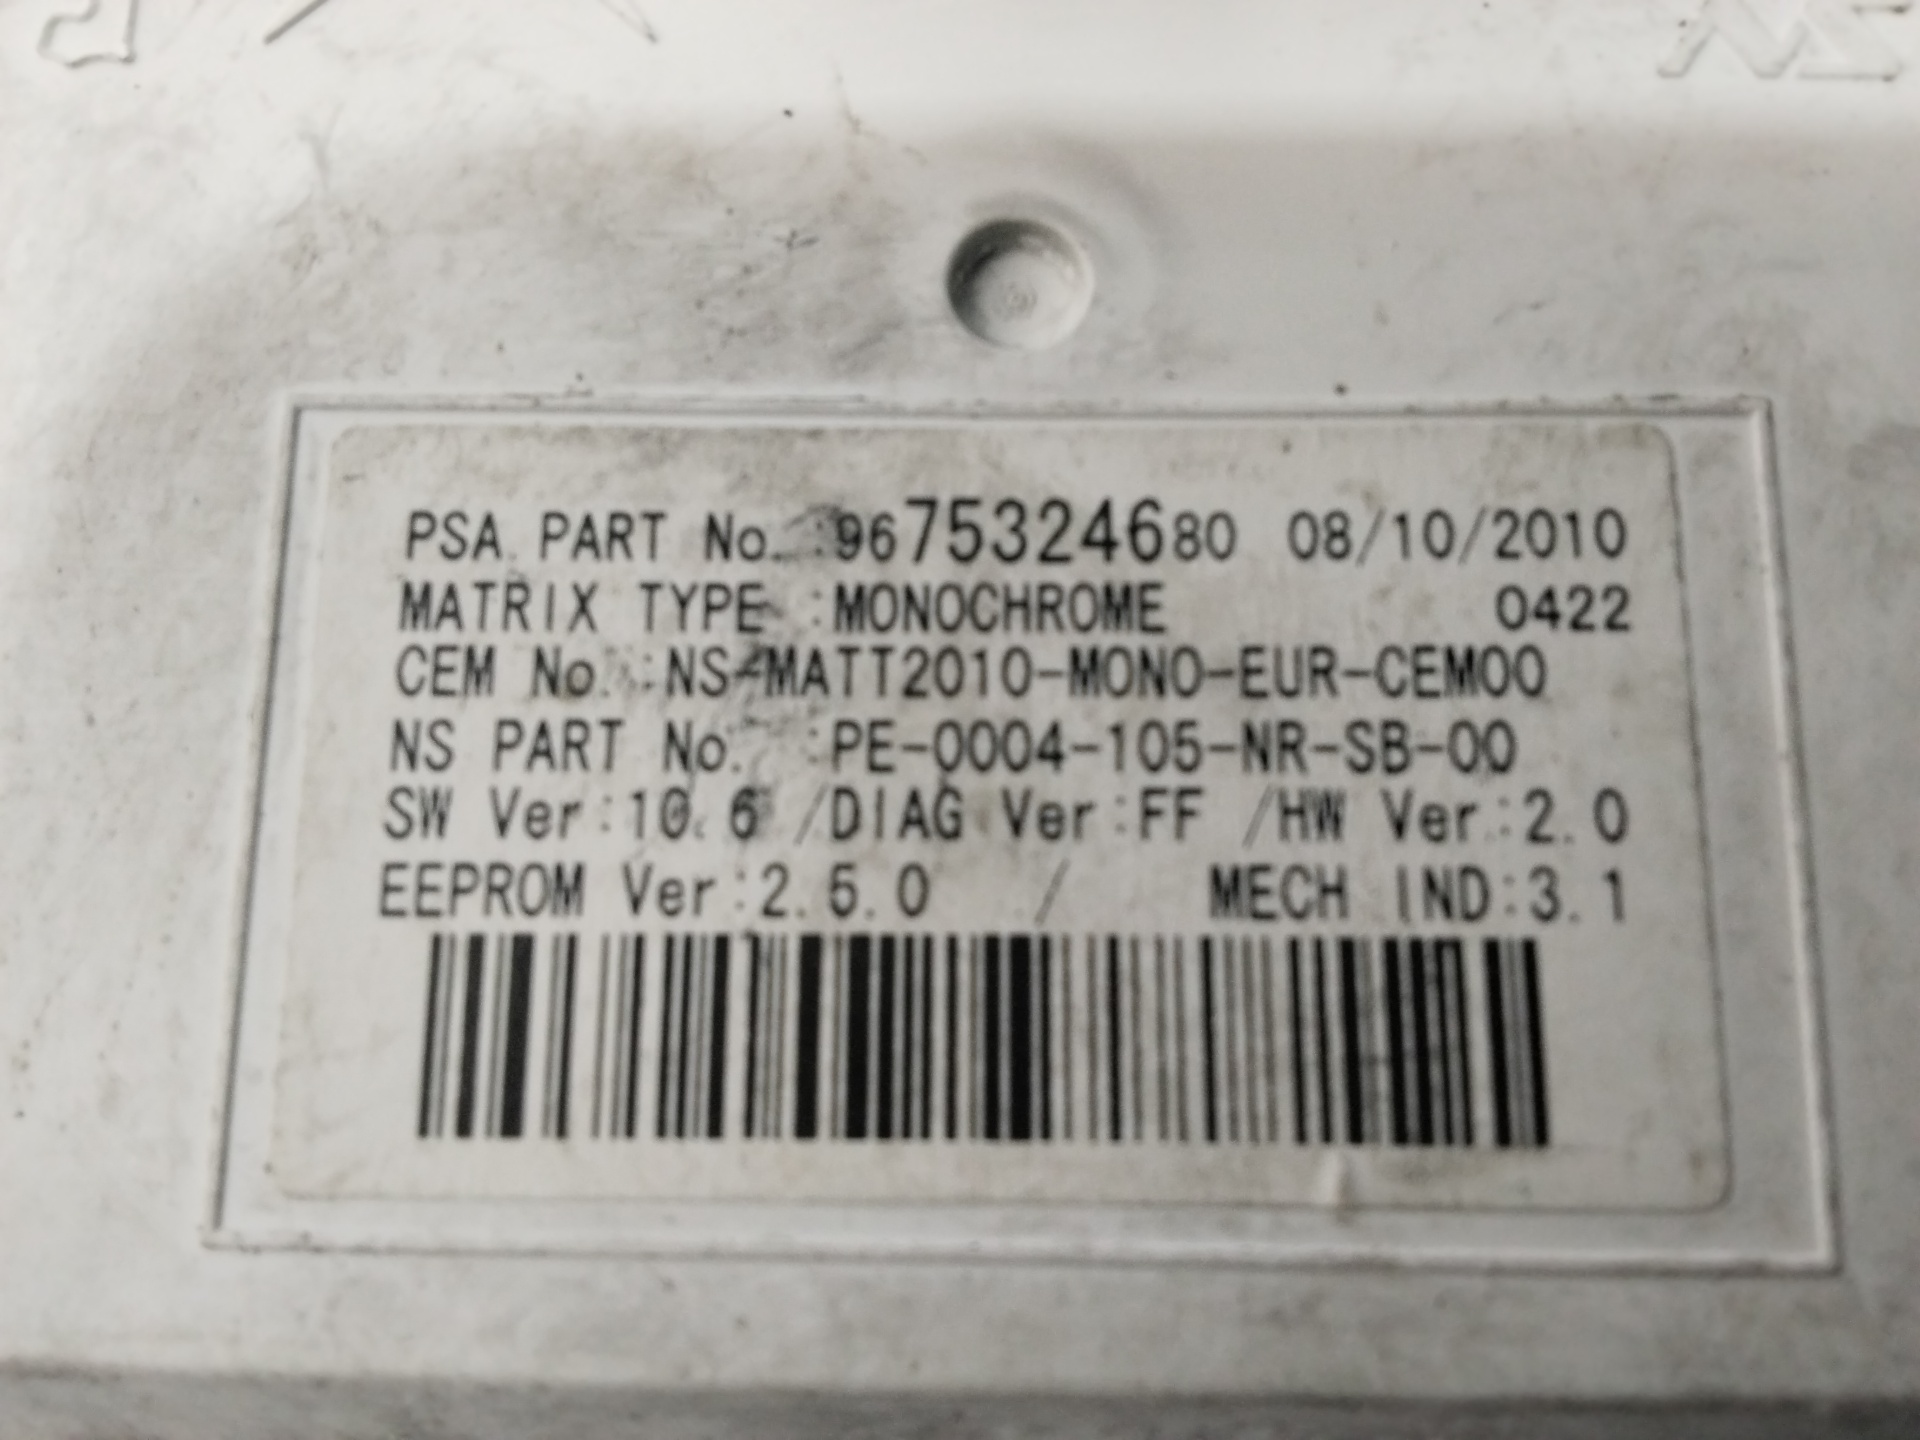 PSA PART No. :9675324680 08/10/2010
MATRIX TYPE :MONOCHROME 0422
CEM No. :NS-MATT2010-MONO-EUR-CEM00
NS PART No. :PE-0004-105-NR-SB-00
SW Ver:10.6 /DIAG Ver:FF /HW Ver:2.0
EEPROM Ver:2.5.0 / MECH IND:3.1